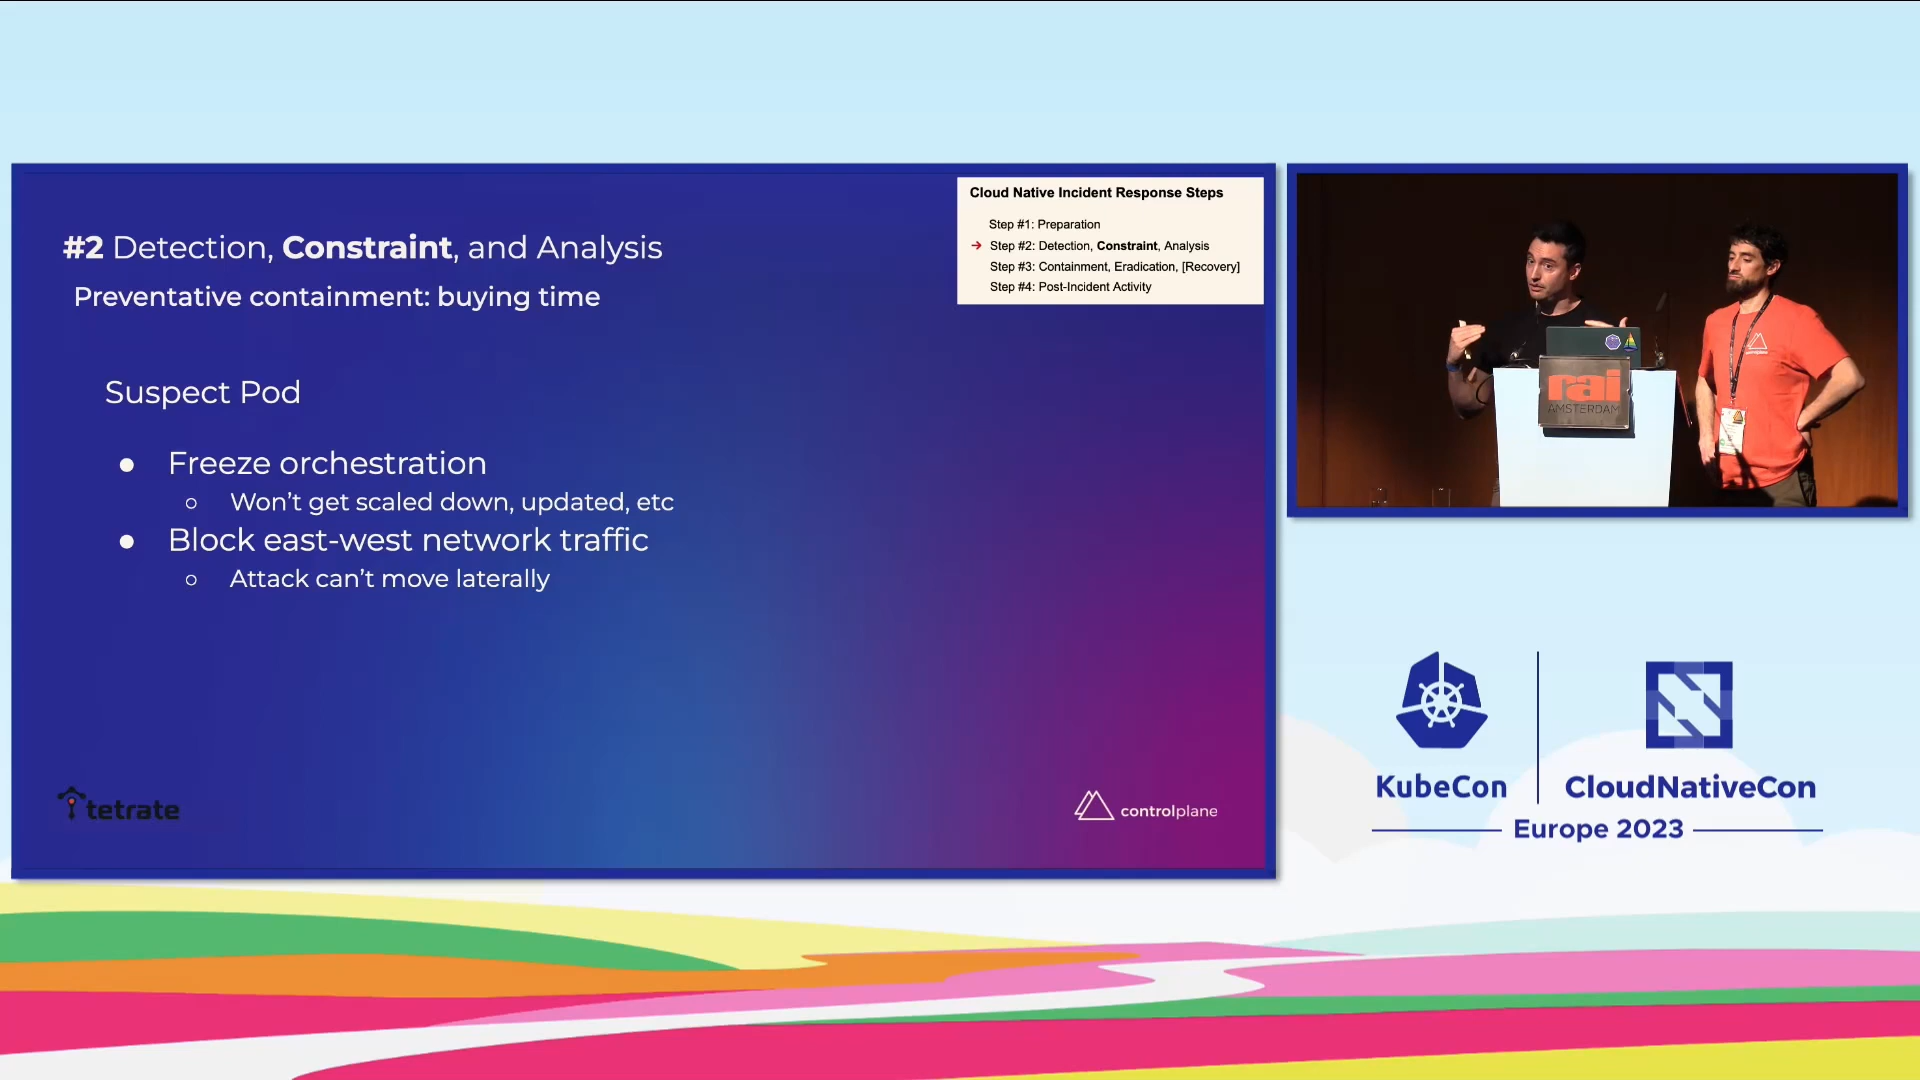 #2 Detection, Constraint, and Analysis
Preventative containment: buying time
Suspect Pod
● Freeze orchestration
○ Won’t get scaled down, updated, etc
● Block east-west network traffic
○ Attack can’t move laterally
tetrate
controlplane
Cloud Native Incident Response Steps
Step #1: Preparation
→ Step #2: Detection, Constraint, Analysis
Step #3: Containment, Eradication, [Recovery]
Step #4: Post-Incident Activity
rai
AMSTERDAM
KubeCon
CloudNativeCon
Europe 2023